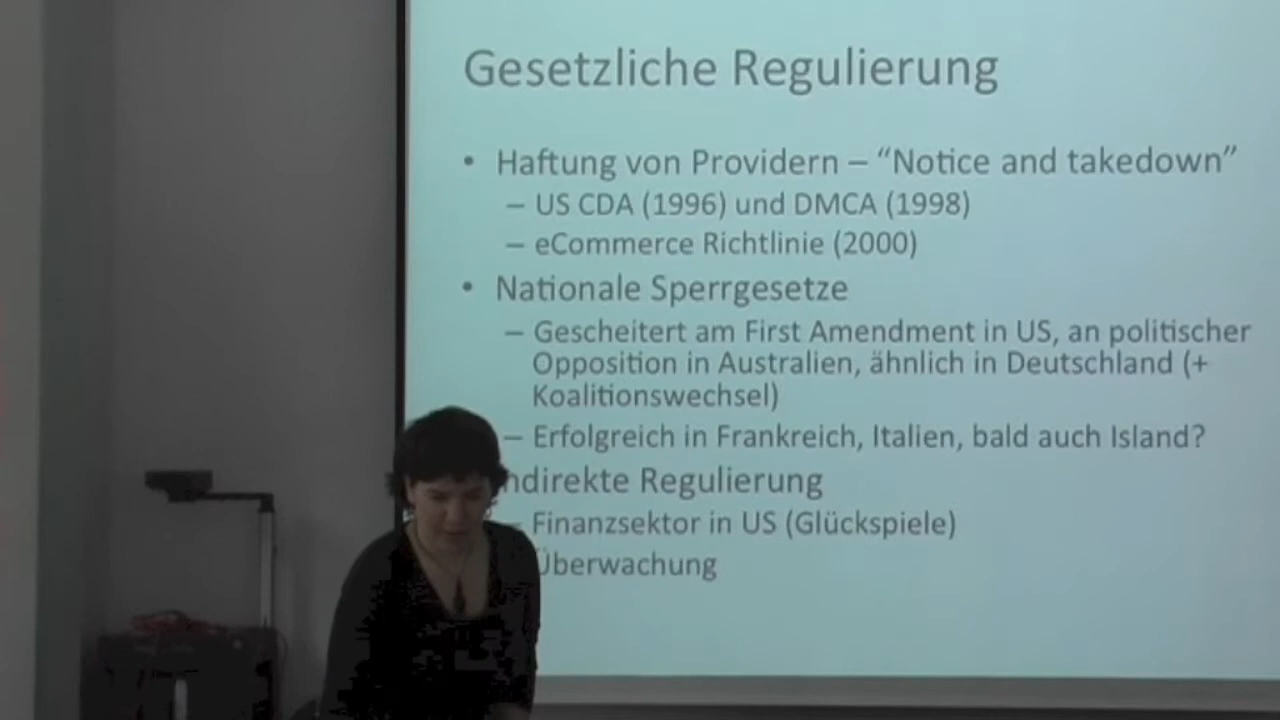 Gesetzliche Regulierung
• Haftung von Providern – “Notice and takedown”
– US CDA (1996) und DMCA (1998)
– eCommerce Richtlinie (2000)
• Nationale Sperrgesetze
– Gescheitert am First Amendment in US, an politischer
Opposition in Australien, ähnlich in Deutschland (+
Koalitionswechsel)
– Erfolgreich in Frankreich, Italien, bald auch Island?
ndirekte Regulierung
– Finanzsektor in US (Glückspiele)
Überwachung